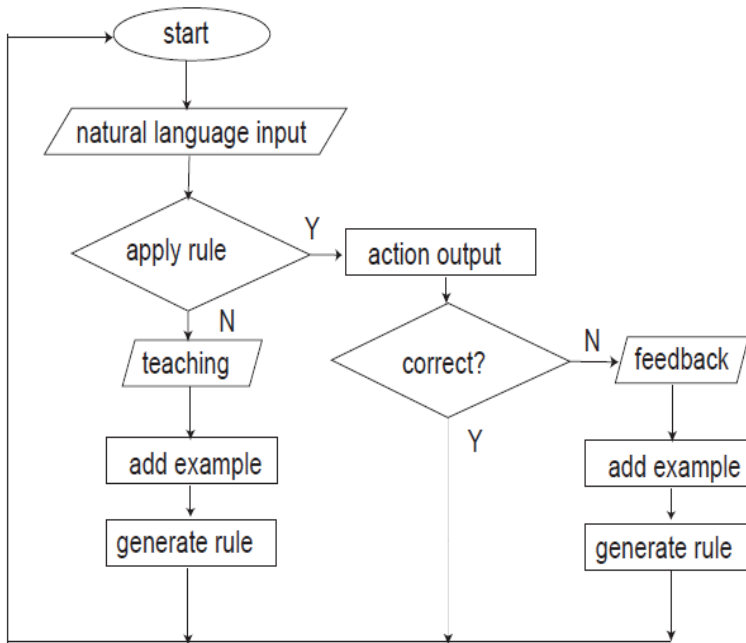 start
natural language input
apply rule
Y
action output
N
teaching
correct?
N
feedback
Y
add example
add example
generate rule
generate rule